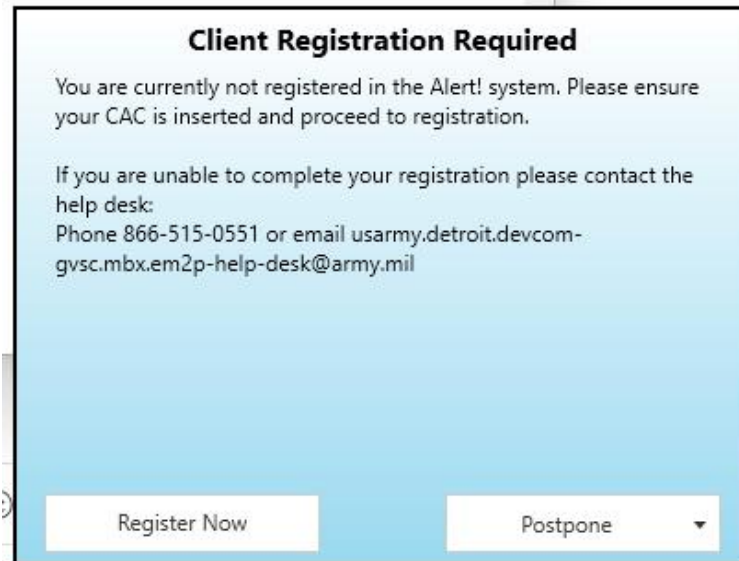 Client Registration Required
You are currently not registered in the Alert! system. Please ensure
your CAC is inserted and proceed to registration.
If you are unable to complete your registration please contact the
help desk:
Phone 866-515-0551 or email usarmy.detroit.devcom-
gvsc.mbx.em2p-help-desk@army.mil
Register Now
Postpone